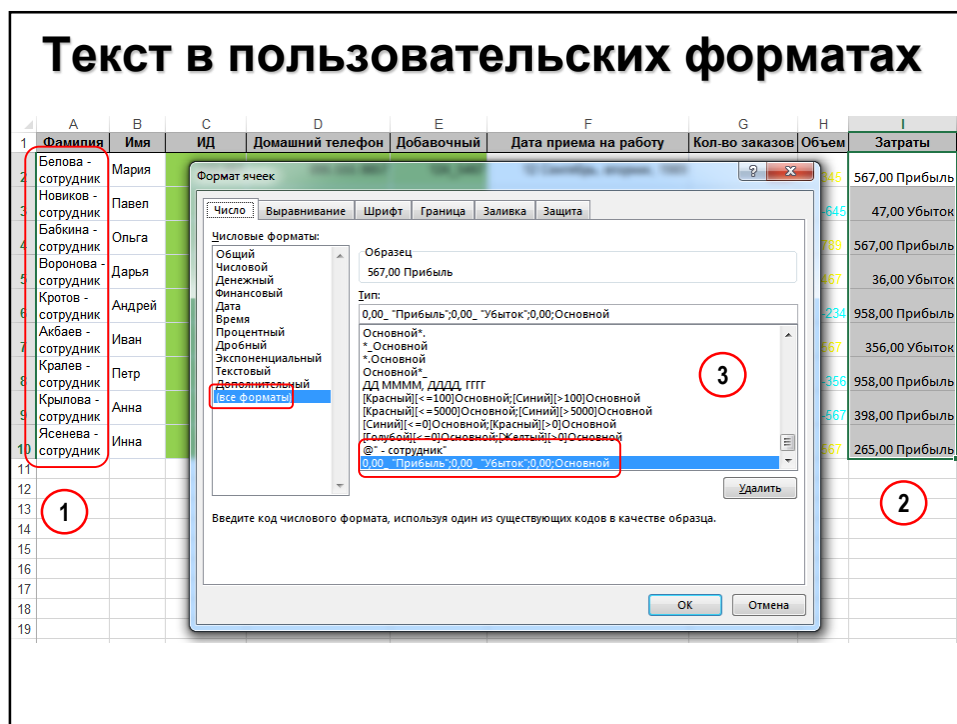 Текст в пользовательских форматах
A B C D E F G H I
1 Фамилия Имя ИД Домашний телефон Добавочный Дата приема на работу Кол-во заказов Объем Затраты
Белова -
2 сотрудник Мария 567,00 Прибыль
Новиков -
3 сотрудник Павел -645 47,00 Убыток
Бабкина -
4 сотрудник Ольга 567,00 Прибыль
Воронова -
5 сотрудник Дарья 36,00 Убыток
Кротов -
6 сотрудник Андрей -234 958,00 Прибыль
Акбаев -
7 сотрудник Иван 356,00 Убыток
Кралев -
8 сотрудник Петр -356 958,00 Прибыль
Крылова -
9 сотрудник Анна -567 398,00 Прибыль
Ясенева -
10 сотрудник Инна 265,00 Прибыль
11
12
13
14
15
16
17
18
19
1
2
3
Формат ячеек
Число Выравнивание Шрифт Граница Заливка Защита
Числовые форматы:
Общий
Числовой
Денежный
Финансовый
Дата
Время
Процентный
Дробный
Экспоненциальный
Текстовый
Дополнительный
(все форматы)
Образец
567,00 Прибыль
Тип:
0,00_ "Прибыль";0,00_ "Убыток";0,00;Основной
Основной*.
*_Основной
*.Основной
Основной*_
ДД ММММ, ДДДД, ГГГГ
[Красный][<=100]Основной;[Синий][>100]Основной
[Красный][<=5000]Основной;[Синий][>5000]Основной
[Синий][<=0]Основной;[Красный][>0]Основной
[Голубой][<=0]Основной;[Желтый][>0]Основной
@" - сотрудник"
0,00_ "Прибыль";0,00_ "Убыток";0,00;Основной
Удалить
Введите код числового формата, используя один из существующих кодов в качестве образца.
ОК Отмена